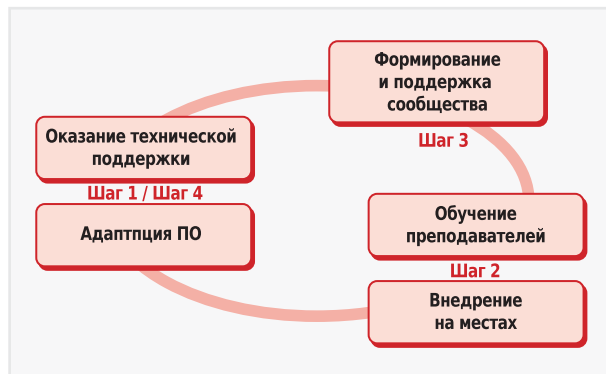 Формирование
и поддержка
сообщества
Шаг 3
Оказание технической
поддержки
Шаг 1 / Шаг 4
Адаптпция ПО
Обучение
преподавателей
Шаг 2
Внедрение
на местах